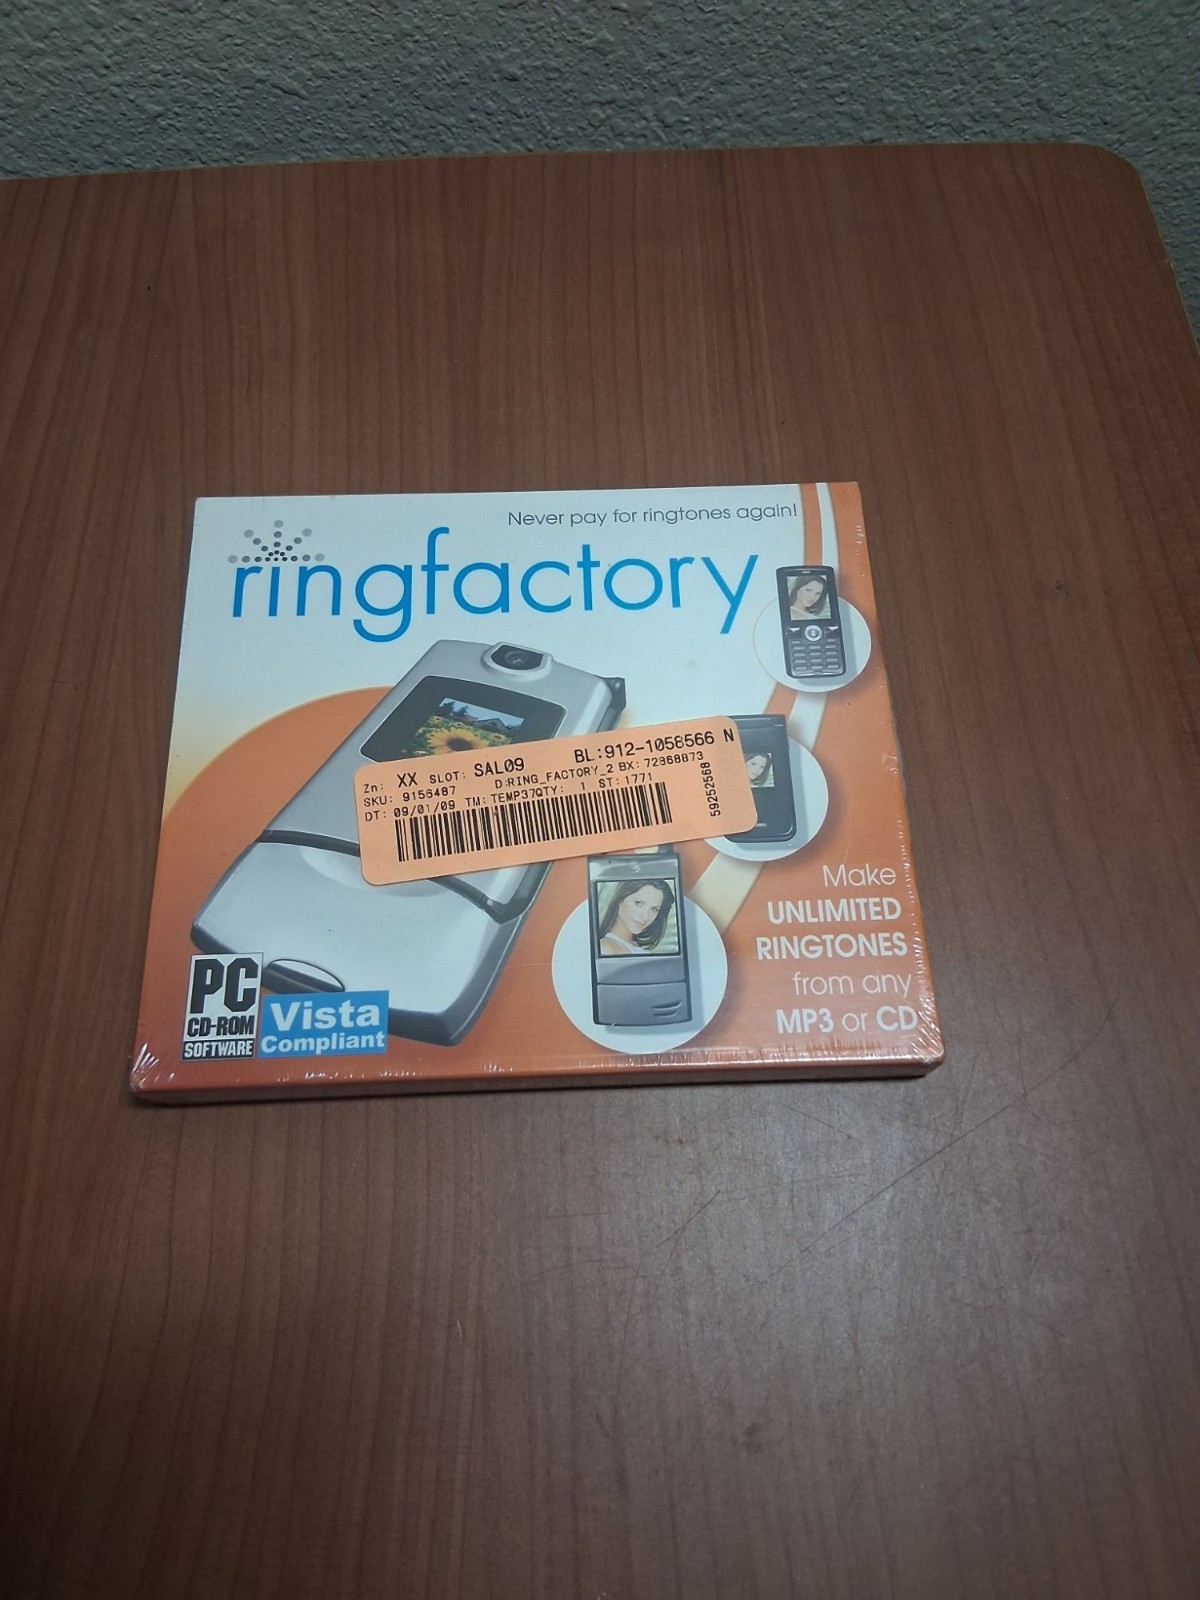 Never pay for ringtones again!
ringfactory
Zn: XX SLOT: SAL09 BL:912-1058566 N
SKU: 9156487 D:RING_FACTORY_2 BX: 72868873
DT: 09/01/09 TM: TEMP37QTY: 1 ST: 1771
59252568
Make
UNLIMITED
RINGTONES
from any
MP3 or CD
PC
CD-ROM
SOFTWARE
Vista
Compliant